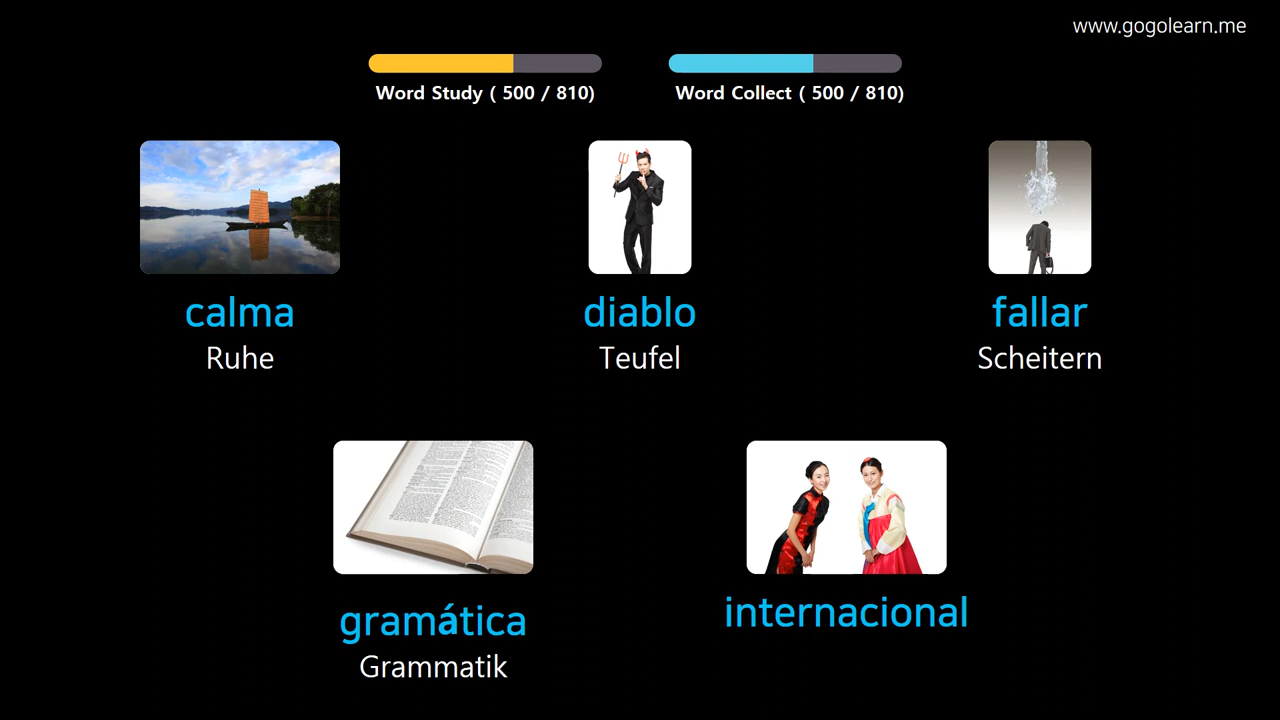 www.gogolearn.me
Word Study ( 500 / 810)
Word Collect ( 500 / 810)
calma
Ruhe
diablo
Teufel
fallar
Scheitern
gramática
Grammatik
internacional